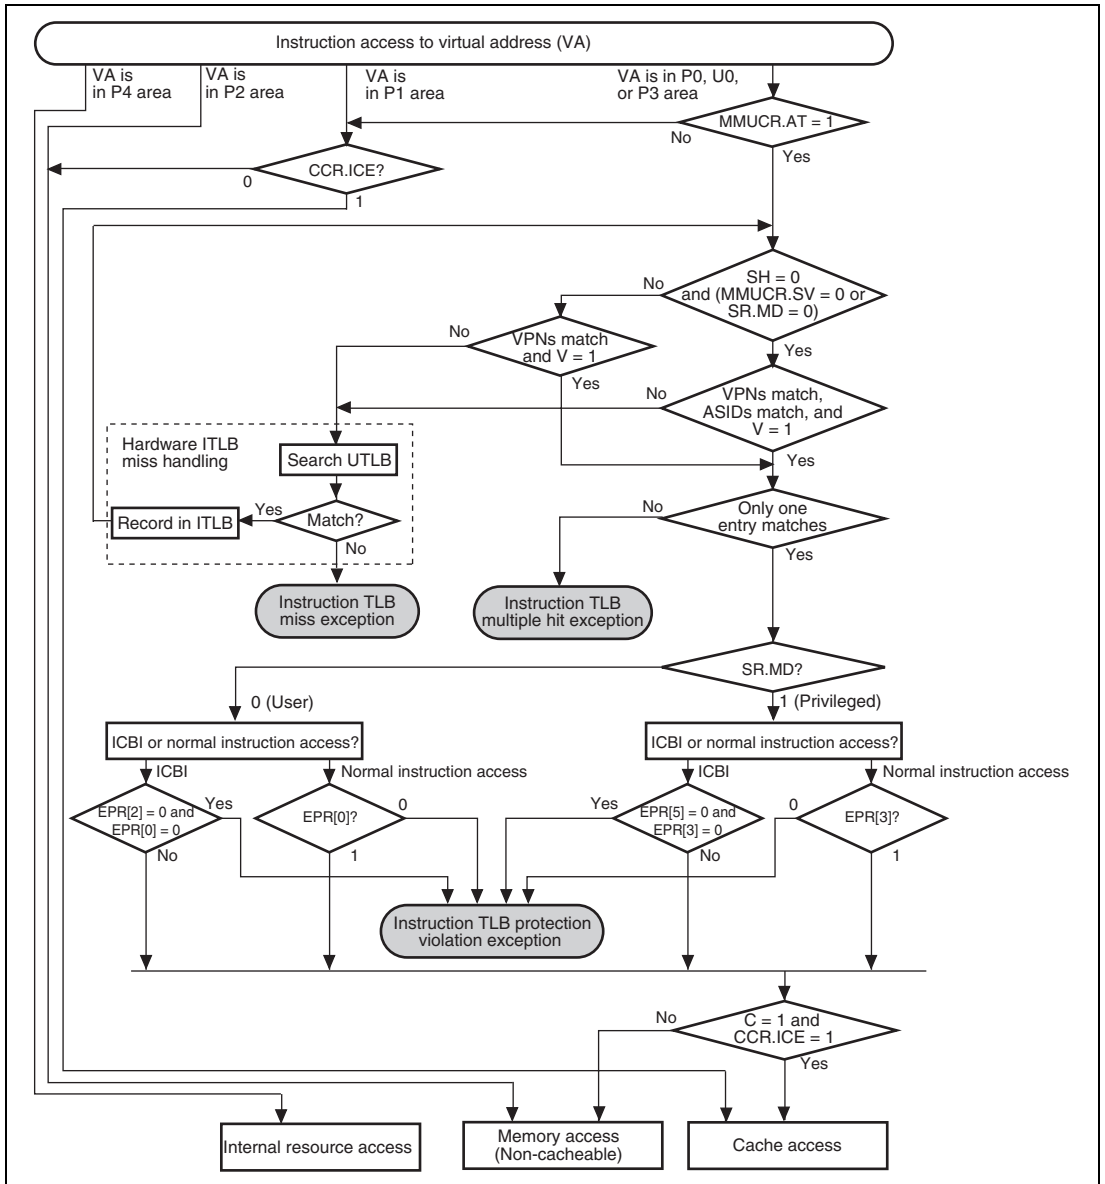 Instruction access to virtual address (VA)
VA is
in P4 area
VA is
in P2 area
VA is
in P1 area
VA is in P0, U0,
or P3 area
MMUCR.AT = 1
No
Yes
CCR.ICE?
0
1
SH = 0
and (MMUCR.SV = 0 or
SR.MD = 0)
No
Yes
VPNs match
and V = 1
No
Yes
VPNs match,
ASIDs match, and
V = 1
No
Yes
Hardware ITLB
miss handling
Search UTLB
Match?
Yes
No
Record in ITLB
Only one
entry matches
No
Yes
Instruction TLB
miss exception
Instruction TLB
multiple hit exception
SR.MD?
0 (User)
1 (Privileged)
ICBI or normal instruction access?
ICBI or normal instruction access?
ICBI
Normal instruction access
ICBI
Normal instruction access
EPR[2] = 0 and
EPR[0] = 0
Yes
No
EPR[0]?
0
1
EPR[5] = 0 and
EPR[3] = 0
Yes
No
EPR[3]?
0
1
Instruction TLB protection
violation exception
C = 1 and
CCR.ICE = 1
No
Yes
Internal resource access
Memory access
(Non-cacheable)
Cache access